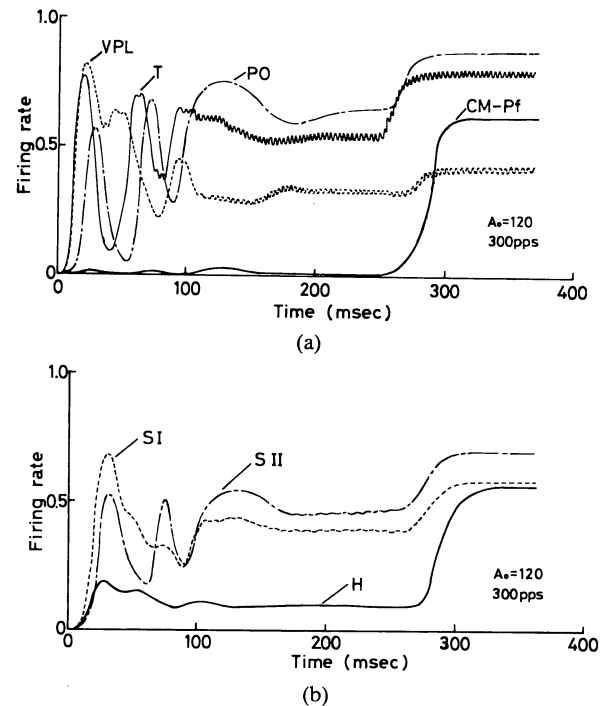 1.0
VPL
T
PO
CM-Pf
Firing rate
0.5
A₀=120
300pps
0
0
100
200
300
400
Time (msec)
(a)
1.0
SI
SII
Firing rate
0.5
A₀=120
300pps
H
0
0
100
200
300
400
Time (msec)
(b)